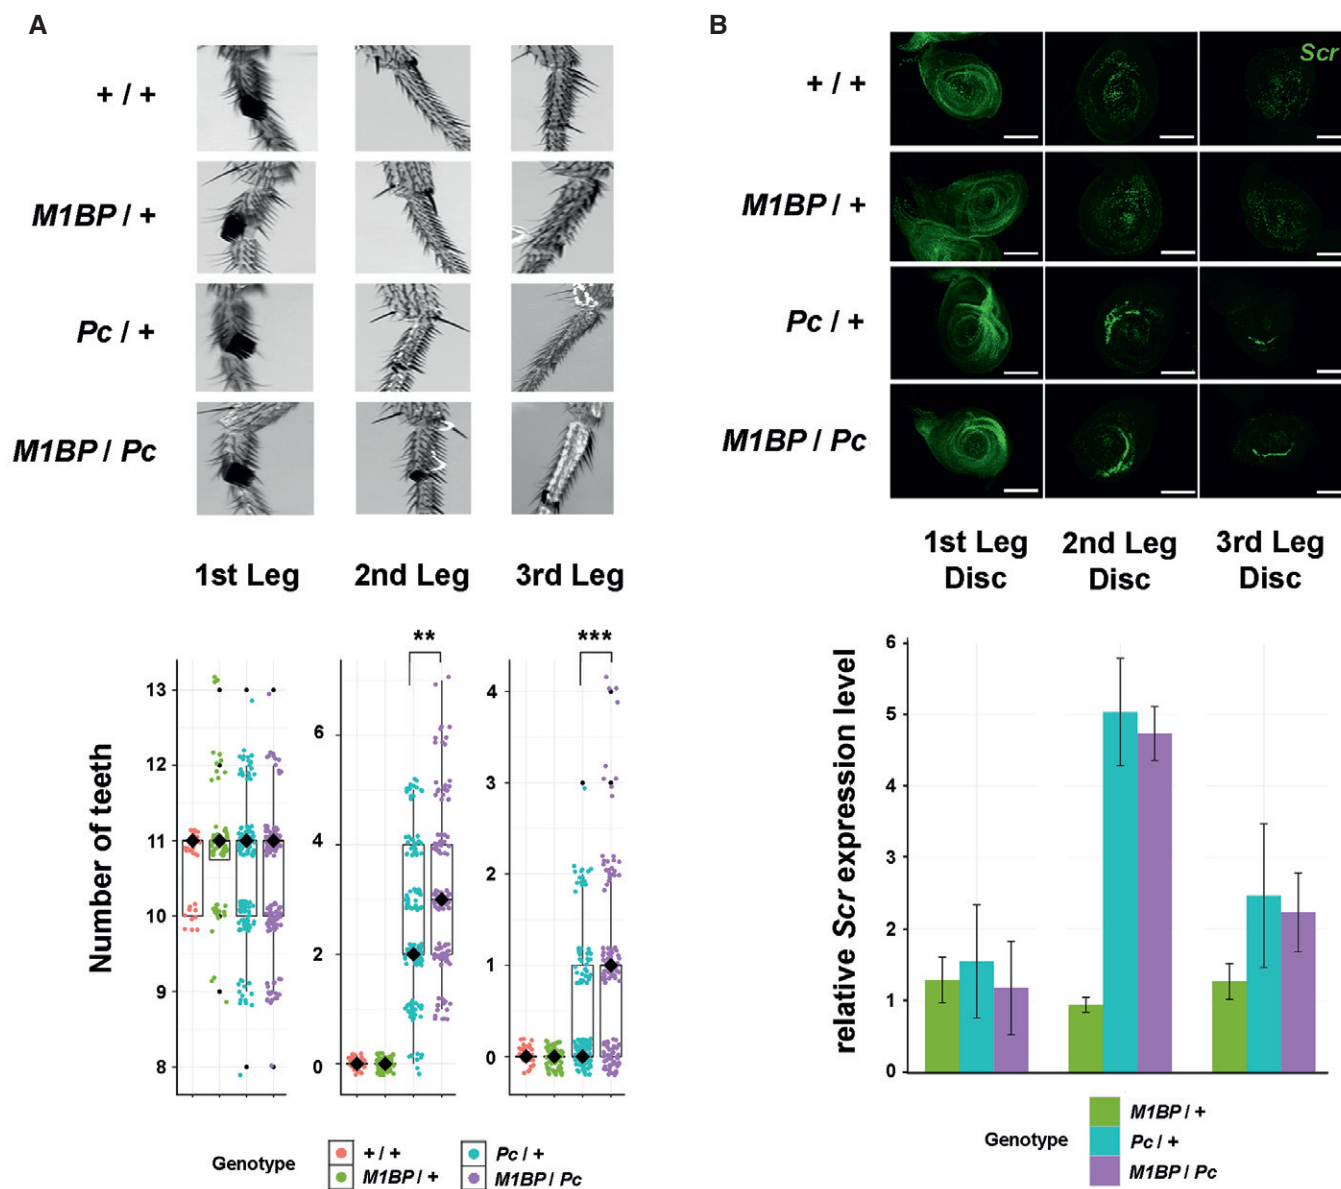 A
B
+ / +
M1BP / +
Pc / +
M1BP / Pc
1st Leg
2nd Leg
3rd Leg
Scr
+ / +
M1BP / +
Pc / +
M1BP / Pc
1st Leg Disc
2nd Leg Disc
3rd Leg Disc
Number of teeth
13
12
11
10
9
8
**
6
4
2
0
***
4
3
2
1
0
Genotype
+ / +
M1BP / +
Pc / +
M1BP / Pc
relative Scr expression level
6
5
4
3
2
1
0
Genotype
M1BP / +
Pc / +
M1BP / Pc